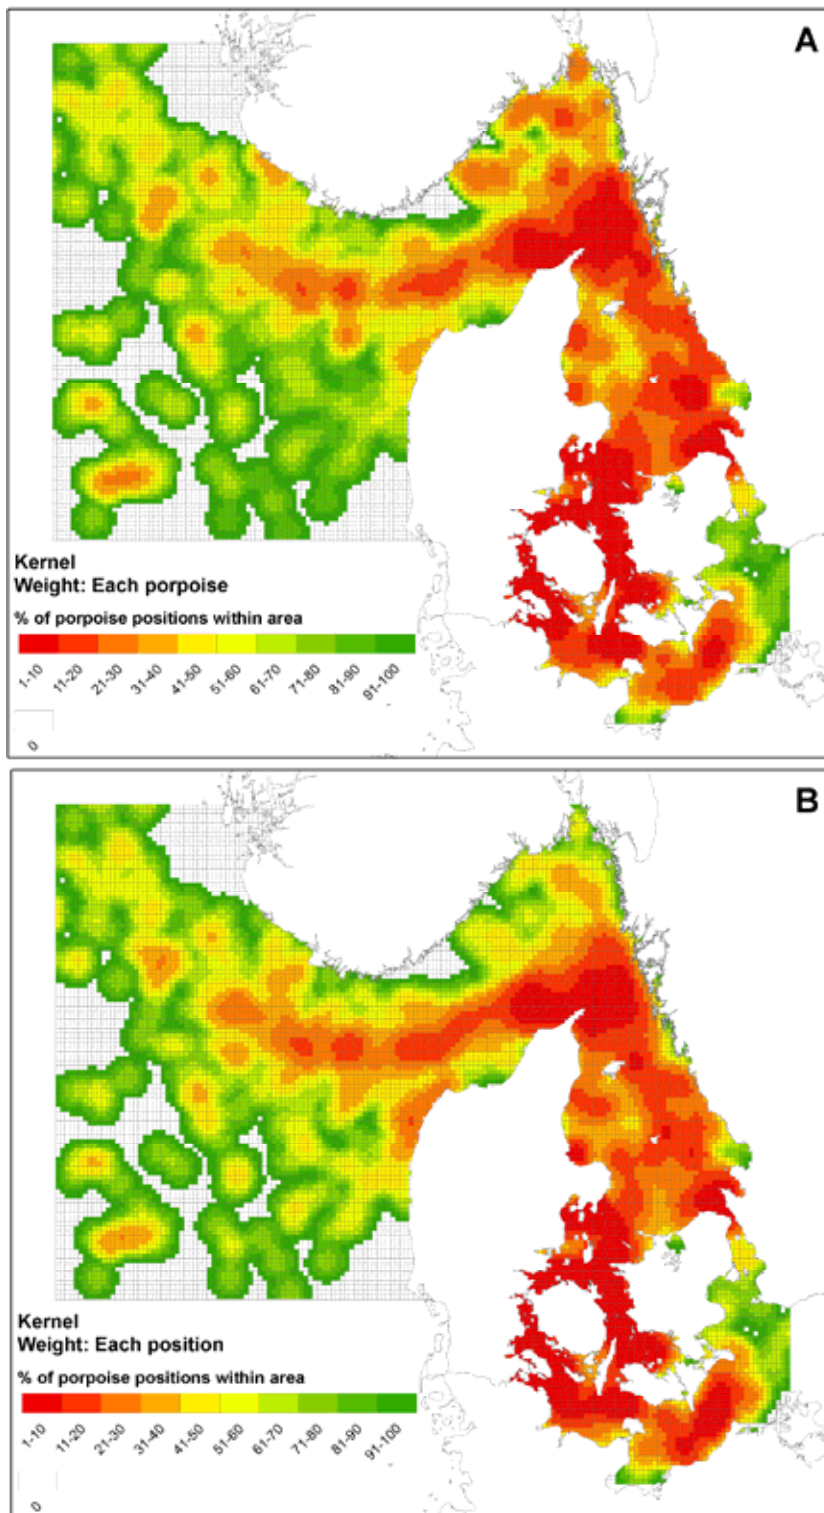 A
Kernel
Weight: Each porpoise
% of porpoise positions within area
1-10 11-20 21-30 31-40 41-50 51-60 61-70 71-80 81-90 91-100
0
B
Kernel
Weight: Each position
% of porpoise positions within area
1-10 11-20 21-30 31-40 41-50 51-60 61-70 71-80 81-90 91-100
0